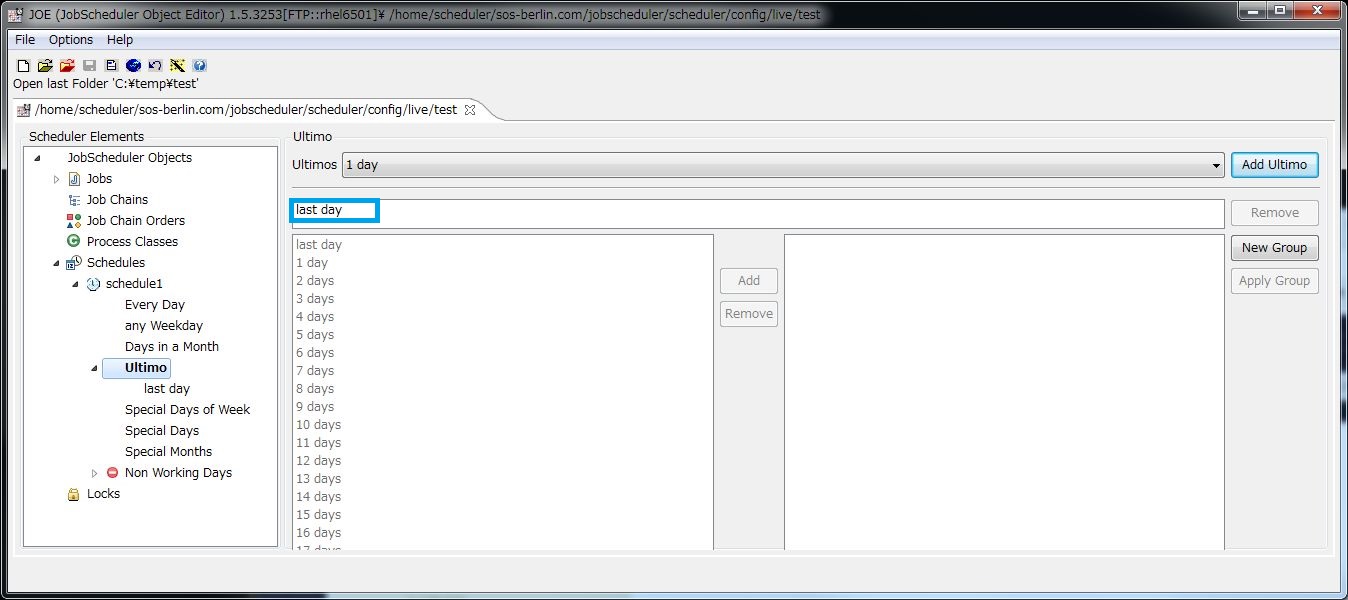 JOE (JobScheduler Object Editor) 1.5.3253[FTP::rhel6501]¥ /home/scheduler/sos-berlin.com/jobscheduler/scheduler/config/live/test
File Options Help
Open last Folder 'C:¥temp¥test'
/home/scheduler/sos-berlin.com/jobscheduler/scheduler/config/live/test
Scheduler Elements
JobScheduler Objects
Jobs
Job Chains
Job Chain Orders
Process Classes
Schedules
schedule1
Every Day
any Weekday
Days in a Month
Ultimo
last day
Special Days of Week
Special Days
Special Months
Non Working Days
Locks
Ultimo
Ultimos 1 day Add Ultimo
last day Remove
New Group
Apply Group
last day
1 day
2 days
3 days
4 days
5 days
6 days
7 days
8 days
9 days
10 days
11 days
12 days
13 days
14 days
15 days
16 days
17 days
Add
Remove